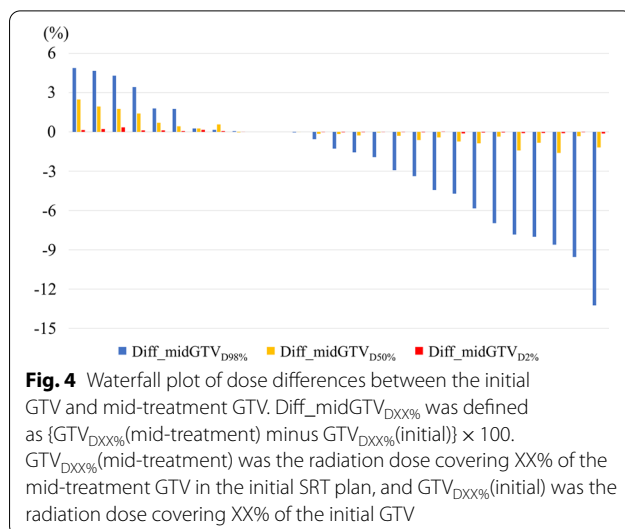 (%)
6
3
0
-3
-6
-9
-12
-15
Diff_midGTVD98% Diff_midGTVD50% Diff_midGTVD2%
Fig. 4 Waterfall plot of dose differences between the initial
GTV and mid-treatment GTV. Diff_midGTVDXX% was defined
as {GTVDXX%(mid-treatment) minus GTVDXX%(initial)} × 100.
GTVDXX%(mid-treatment) was the radiation dose covering XX% of the
mid-treatment GTV in the initial SRT plan, and GTVDXX%(initial) was the
radiation dose covering XX% of the initial GTV